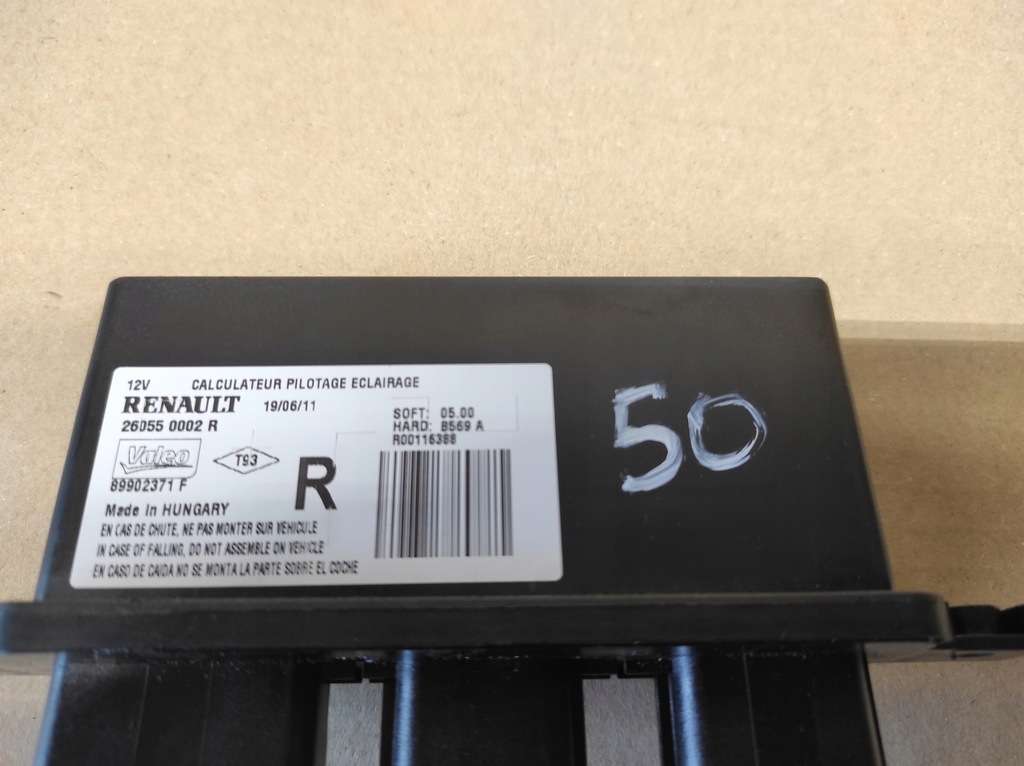 12V CALCULATEUR PILOTAGE ECLAIRAGE
RENAULT 19/06/11
26055 0002 R
SOFT: 05.00
HARD: B569 A
R00116388
Valeo
T93
R
89902371 F
Made in HUNGARY
EN CAS DE CHUTE, NE PAS MONTER SUR VEHICULE
IN CASE OF FALLING, DO NOT ASSEMBLE ON VEHICLE
EN CASO DE CAIDA NO SE MONTA LA PARTE SOBRE EL COCHE
50